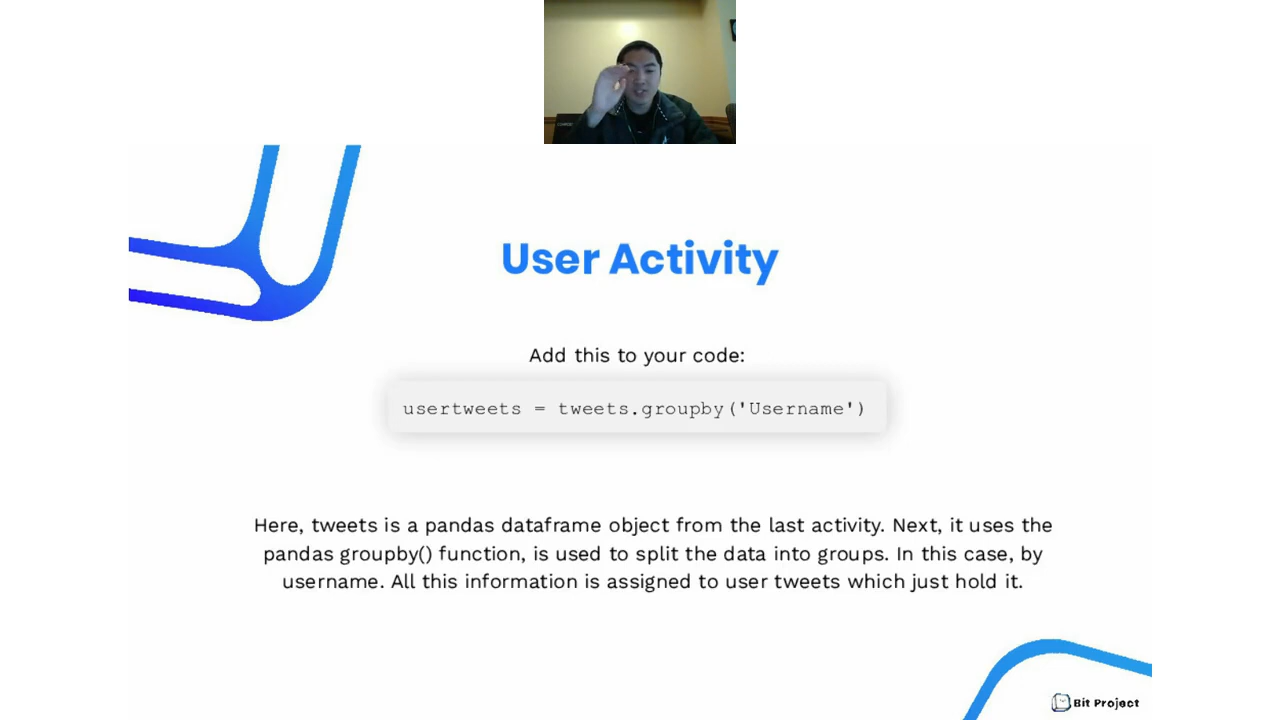 User Activity
Add this to your code:
usertweets = tweets.groupby('Username')
Here, tweets is a pandas dataframe object from the last activity. Next, it uses the
pandas groupby() function, is used to split the data into groups. In this case, by
username. All this information is assigned to user tweets which just hold it.
Bit Project